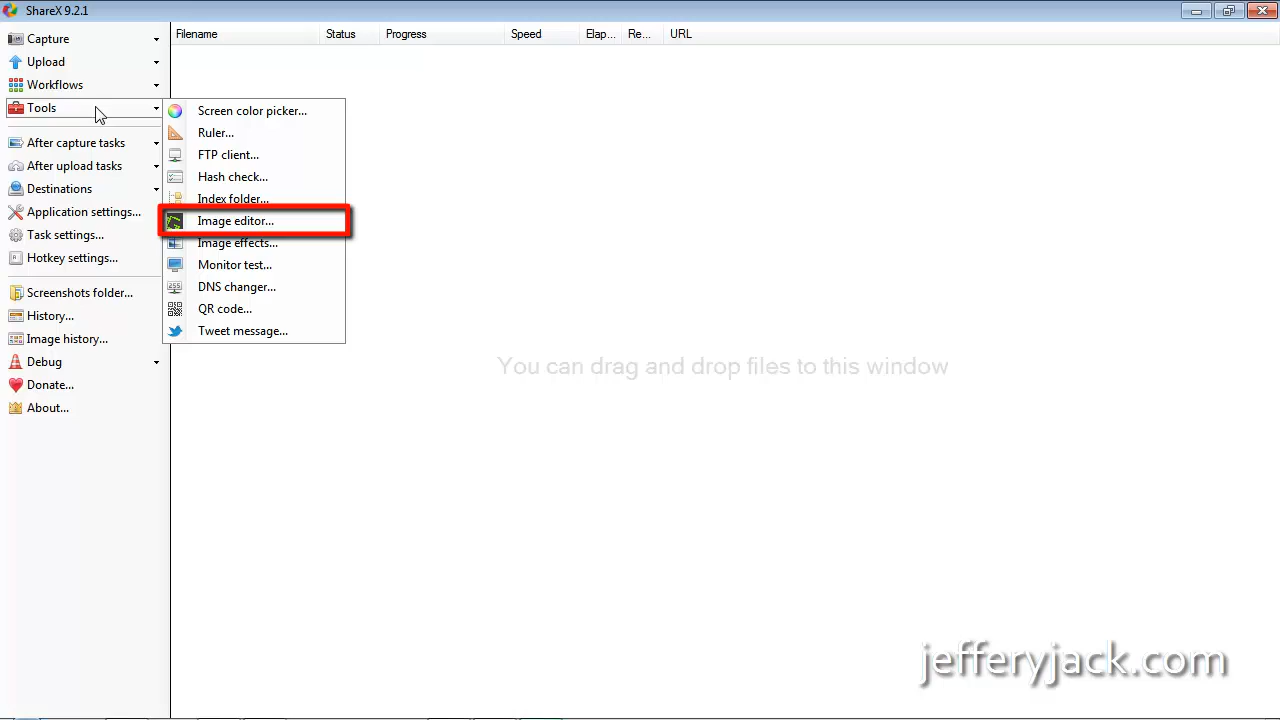 ShareX 9.2.1
Capture
Upload
Workflows
Tools
After capture tasks
After upload tasks
Destinations
Application settings...
Task settings...
Hotkey settings...
Screenshots folder...
History...
Image history...
Debug
Donate...
About...
Screen color picker...
Ruler...
FTP client...
Hash check...
Index folder...
Image editor...
Image effects...
Monitor test...
DNS changer...
QR code...
Tweet message...
Filename Status Progress Speed Elap... Re... URL
You can drag and drop files to this window
jefferyjack.com